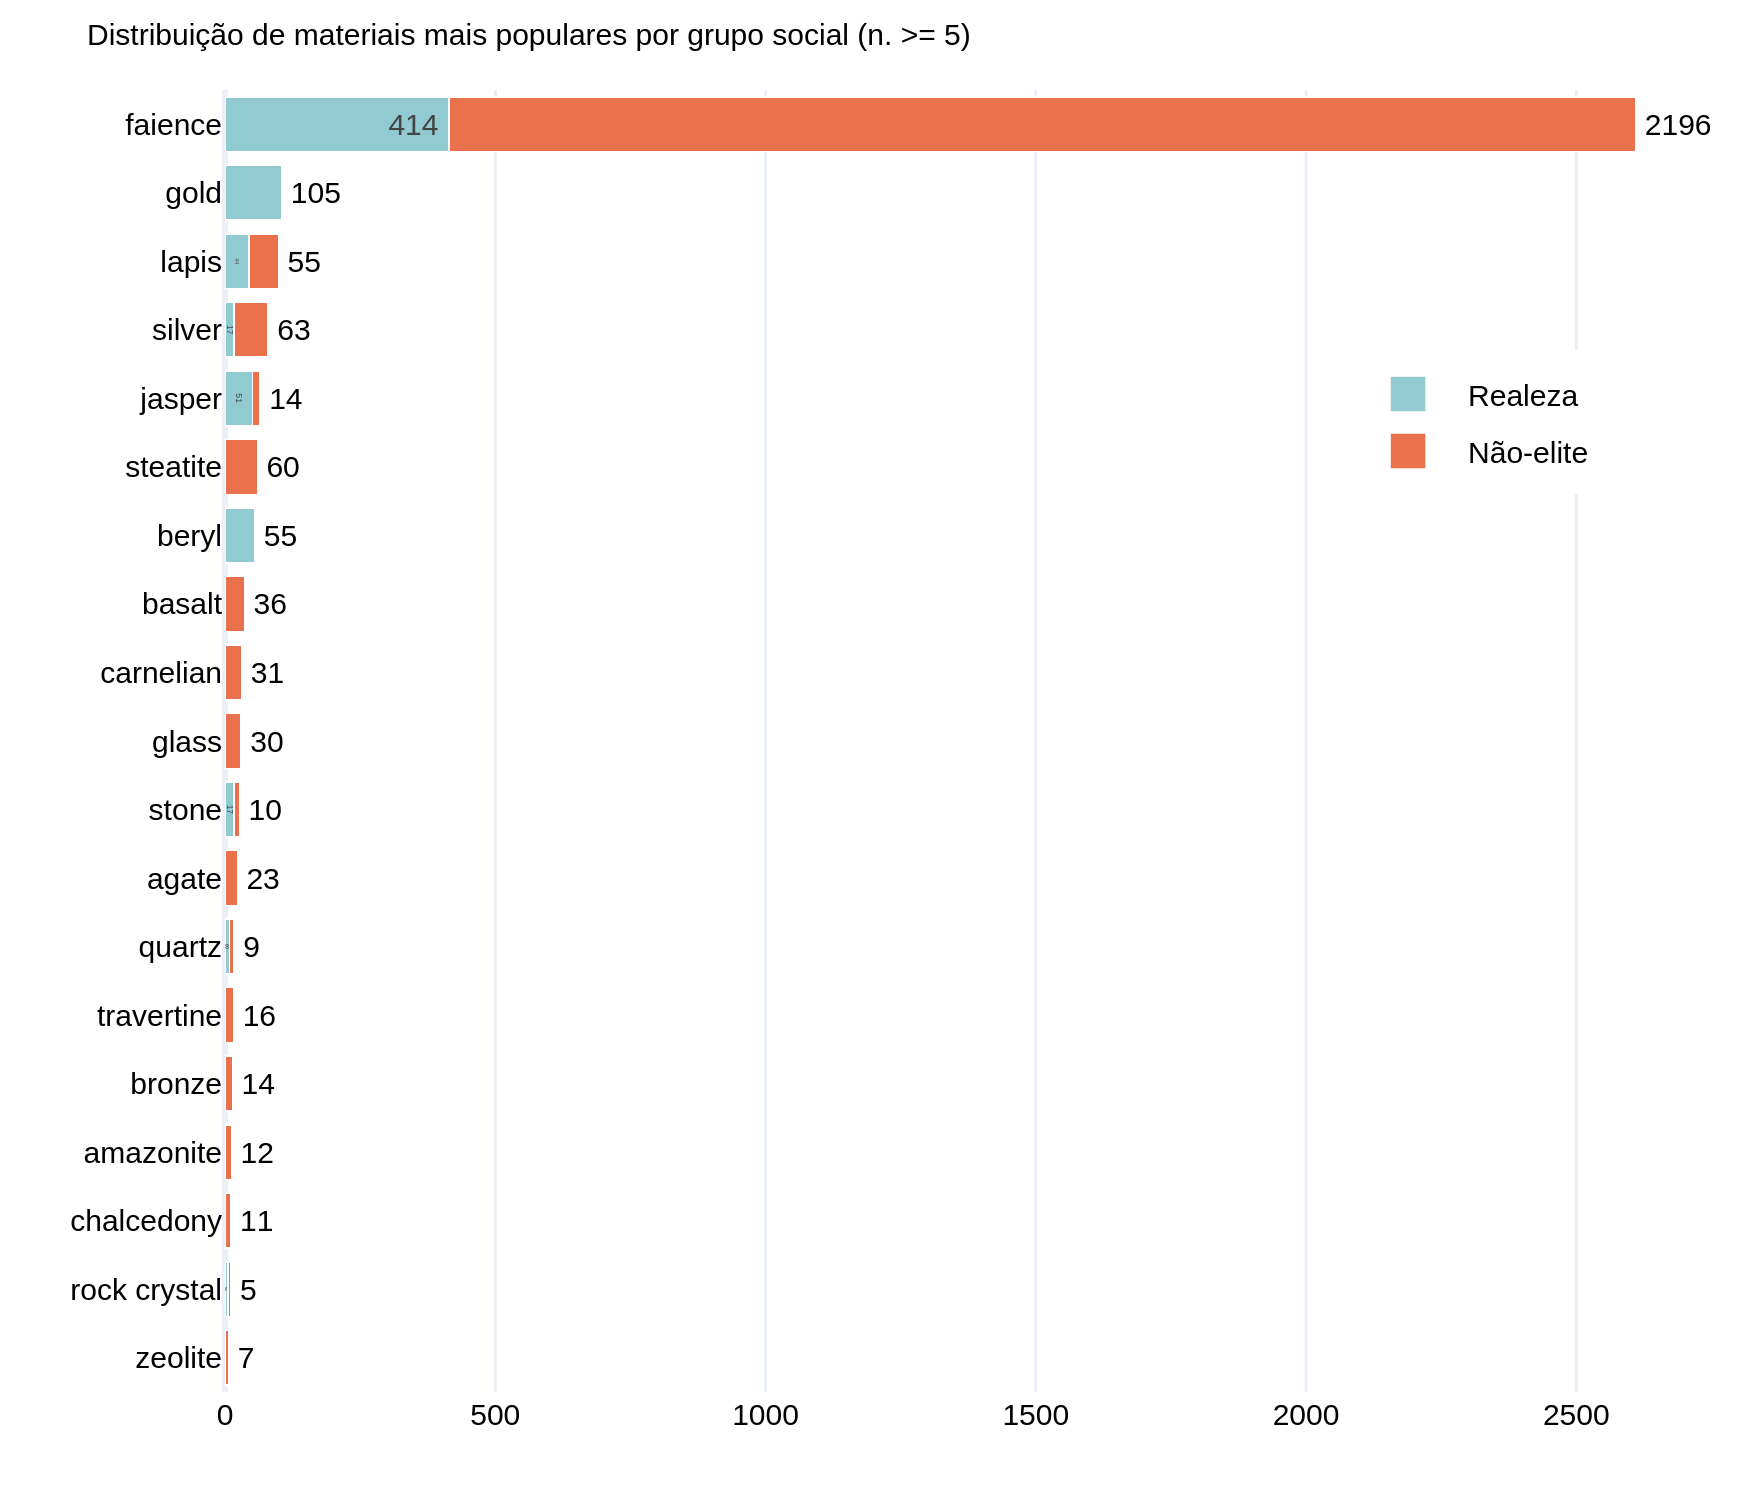 Distribuição de materiais mais populares por grupo social (n. >= 5)
faience 414 2196
gold 105
lapis 55
silver 17 63
jasper 51 14
steatite 60
beryl 55
basalt 36
carnelian 31
glass 30
stone 17 10
agate 23
quartz 8 9
travertine 16
bronze 14
amazonite 12
chalcedony 11
rock crystal 5
zeolite 7
0 500 1000 1500 2000 2500
Realeza
Não-elite